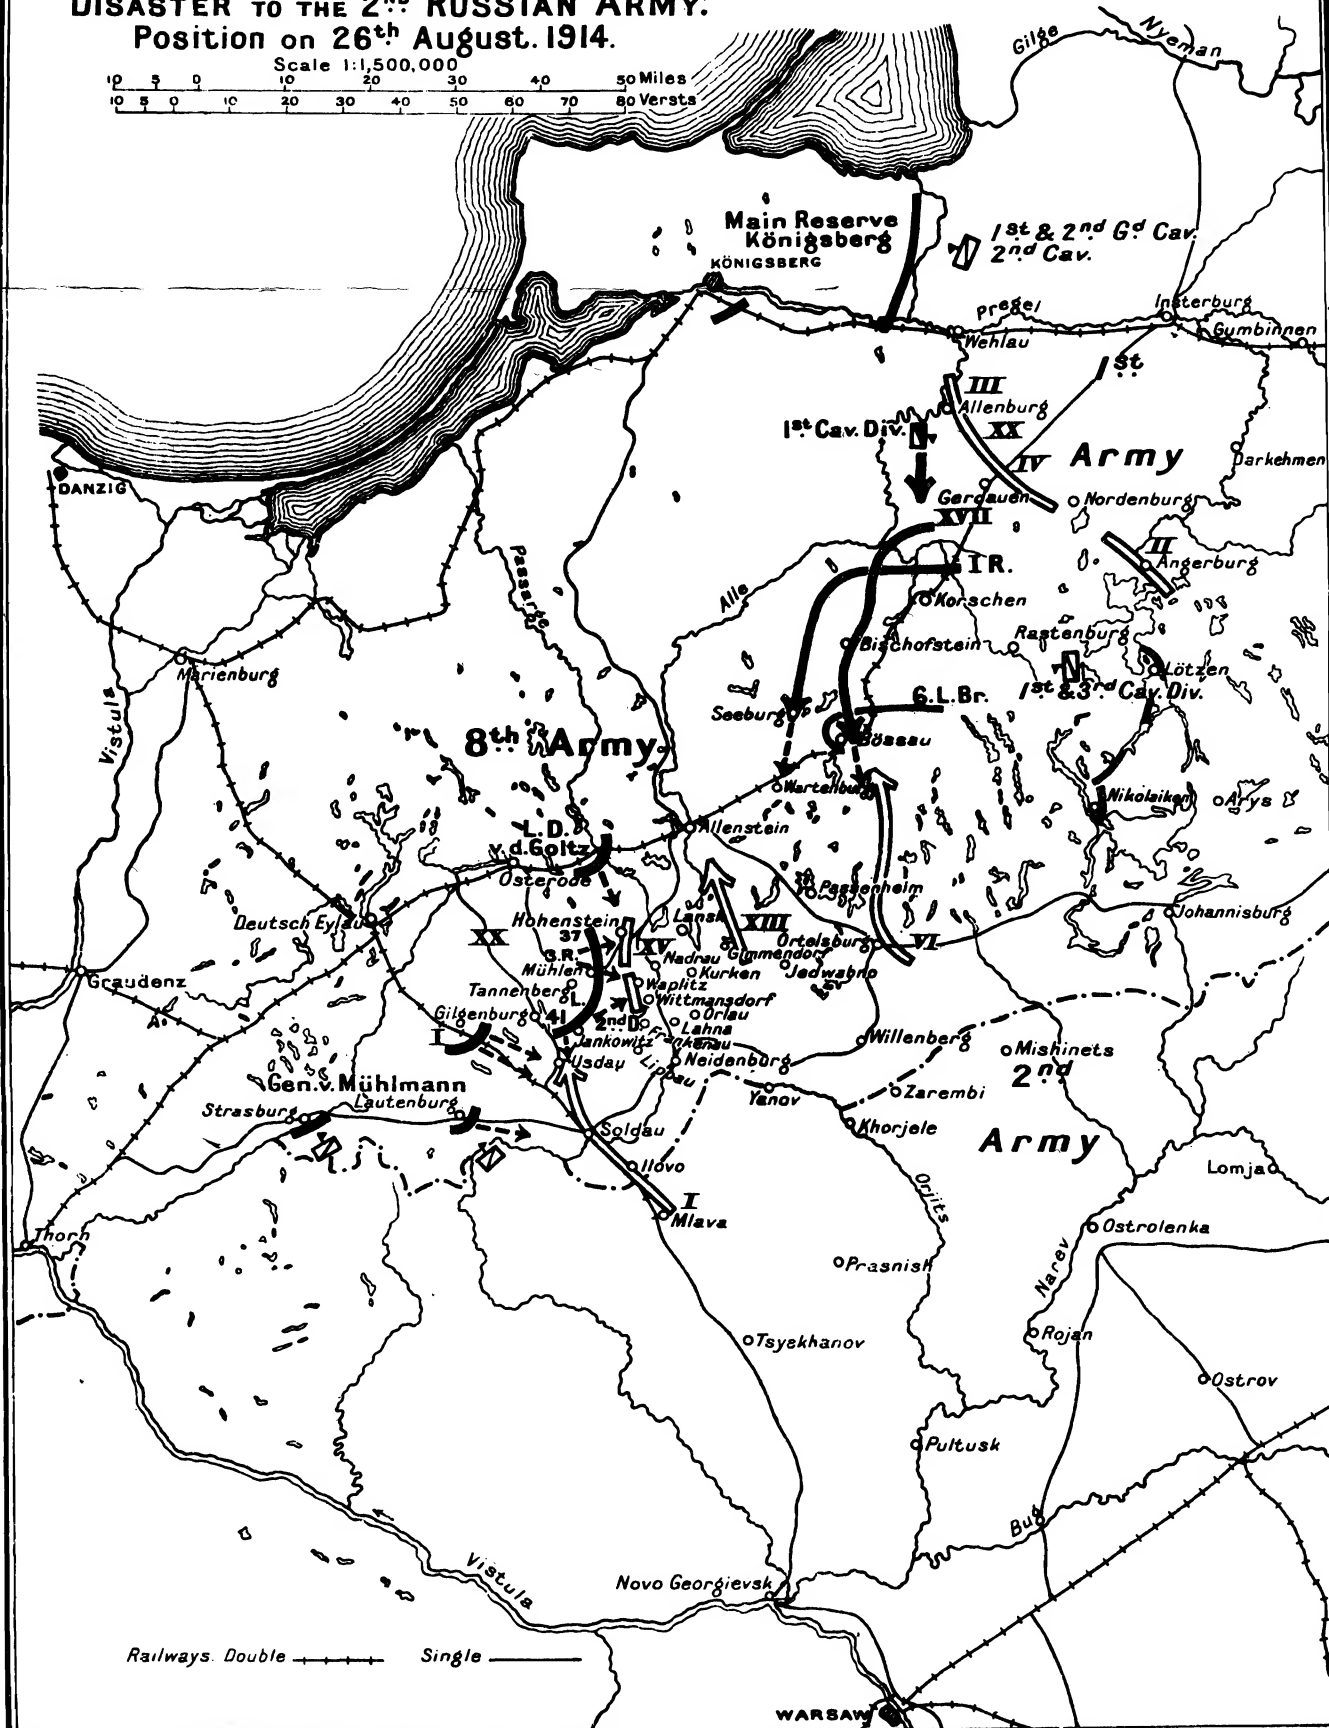 DISASTER TO THE 2nd RUSSIAN ARMY.
Position on 26th August. 1914.
Scale 1:1,500,000
10 5 0 10 20 30 40 50 Miles
10 5 0 10 20 30 40 50 60 70 80 Versts
Gilge
Nyeman
Main Reserve
Königsberg
KÖNIGSBERG
1st & 2nd Gd Cav.
2nd Cav.
Pregel
Insterburg
Gumbinnen
Wehlau
1st
Army
III
Allenburg
1st Cav. Div.
XX
IV
Darkehmen
DANZIG
Gerdauen
Nordenburg
XVII
II
Angerburg
I R.
Passarge
Alle
Korschen
Bischofstein
Rastenburg
Lötzen
1st & 3rd Cav. Div.
Marienburg
Vistula
Seeburg
6.L.Br.
8th Army
Bössau
Wartenburg
Nikolaiken
Arys
L.D.
v.d.Goltz
Allenstein
Osterode
Passenheim
Deutsch Eylau
Hohenstein
37
XX
3.R.
Lansk
XIII
XV
Gimmendorf
Ortelsburg
VI
Johannisburg
Nadrau
Kurken
Jedwabno
Mühlen
Graudenz
Tannenberg
L.
Waplitz
Wittmansdorf
Orlau
Gilgenburg
41
2nd D.
Lahna
Frankenau
Jankowitz
I
Usdau
Lippau
Neidenburg
Willenberg
Mishinets
2nd
Army
Gen.v.Mühlmann
Strasburg
Lautenburg
Yanov
Zarembi
Khorjele
Soldau
Ilovo
Lomja
I
Mlava
Orjits
Thorn
Ostrolenka
Prasnish
Narev
Rojan
Tsyekhanov
Ostrov
Pultusk
Bug
Vistula
Novo Georgievsk
Railways. Double Single
WARSAW